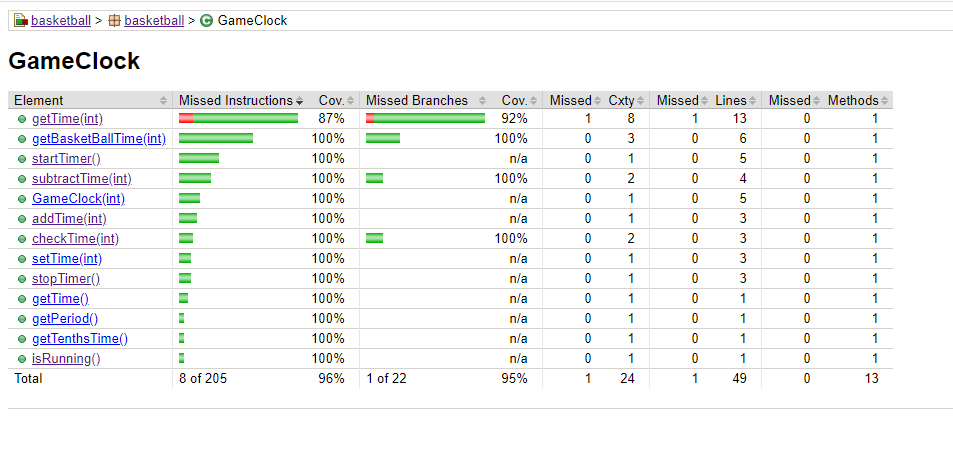 basketball > basketball > GameClock
GameClock
Element Missed Instructions Cov. Missed Branches Cov. Missed Cxty Missed Lines Missed Methods
getTime(int) 87% 92% 1 8 1 13 0 1
getBasketBallTime(int) 100% 100% 0 3 0 6 0 1
startTimer() 100% n/a 0 1 0 5 0 1
subtractTime(int) 100% 100% 0 2 0 4 0 1
GameClock(int) 100% n/a 0 1 0 5 0 1
addTime(int) 100% n/a 0 1 0 3 0 1
checkTime(int) 100% 100% 0 2 0 3 0 1
setTime(int) 100% n/a 0 1 0 3 0 1
stopTimer() 100% n/a 0 1 0 3 0 1
getTime() 100% n/a 0 1 0 1 0 1
getPeriod() 100% n/a 0 1 0 1 0 1
getTenthsTime() 100% n/a 0 1 0 1 0 1
isRunning() 100% n/a 0 1 0 1 0 1
Total 8 of 205 96% 1 of 22 95% 1 24 1 49 0 13